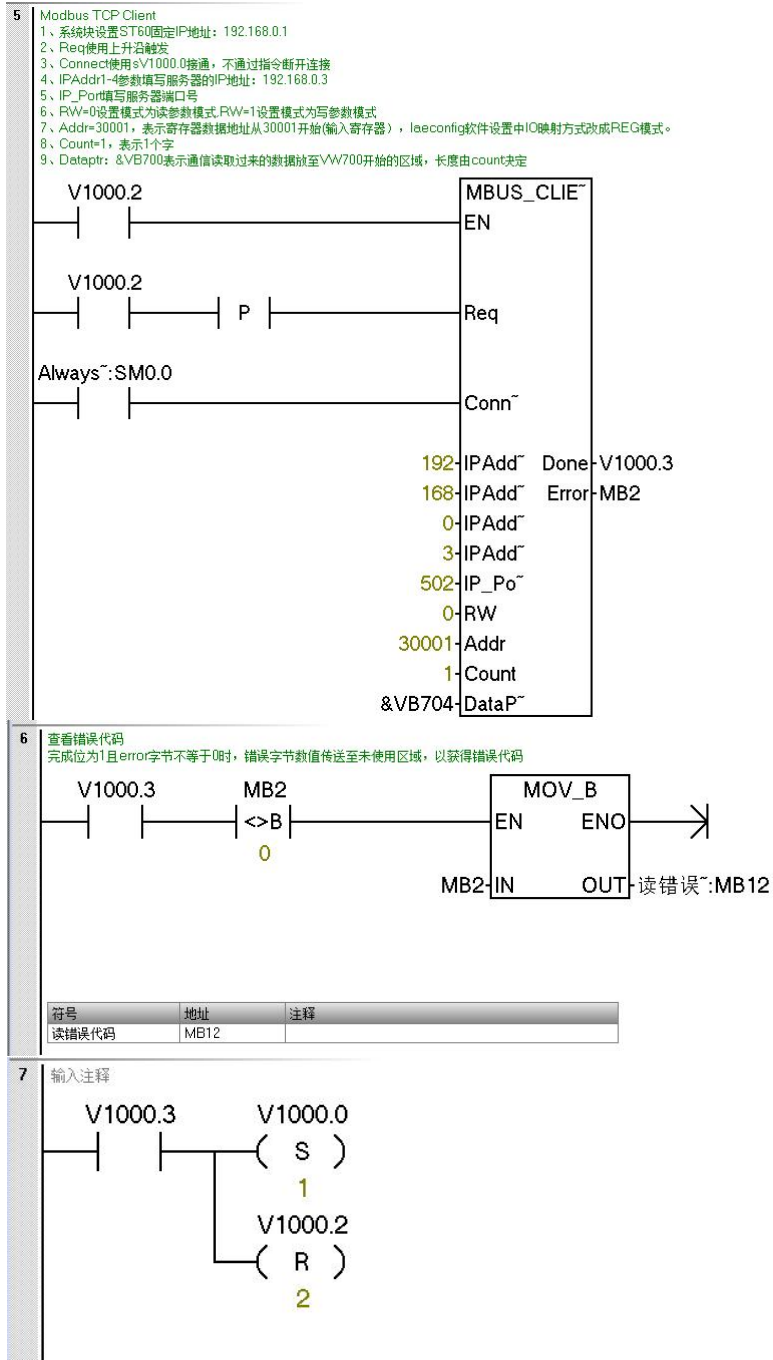 5
Modbus TCP Client
1、系统块设置ST60固定IP地址：192.168.0.1
2、Req使用上升沿触发
3、Connect使用sV1000.0接通，不通过指令断开连接
4、IPAddr1-4参数填写服务器的IP地址：192.168.0.3
5、IP_Port填写服务器端口号
6、RW=0设置模式为读参数模式.RW=1设置模式为写参数模式
7、Addr=30001，表示寄存器数据地址从30001开始(输入寄存器），Iaeconfig软件设置中IO映射方式改成REG模式。
8、Count=1，表示1个字
9、Dataptr：&VB700表示通信读取过来的数据放至VW700开始的区域，长度由count决定
V1000.2
MBUS_CLIE~
EN
V1000.2
P
Req
Always~:SM0.0
Conn~
192 IPAdd~ Done V1000.3
168 IPAdd~ Error MB2
0 IPAdd~
3 IPAdd~
502 IP_Po~
0 RW
30001 Addr
1 Count
&VB704 DataP~
6
查看错误代码
完成位为1且error字节不等于0时，错误字节数值传送至未使用区域，以获得错误代码
V1000.3 MB2 MOV_B
<>B EN ENO
0
MB2 IN OUT 读错误~:MB12
符号 地址 注释
读错误代码 MB12
7
输入注释
V1000.3 V1000.0
S
1
V1000.2
R
2